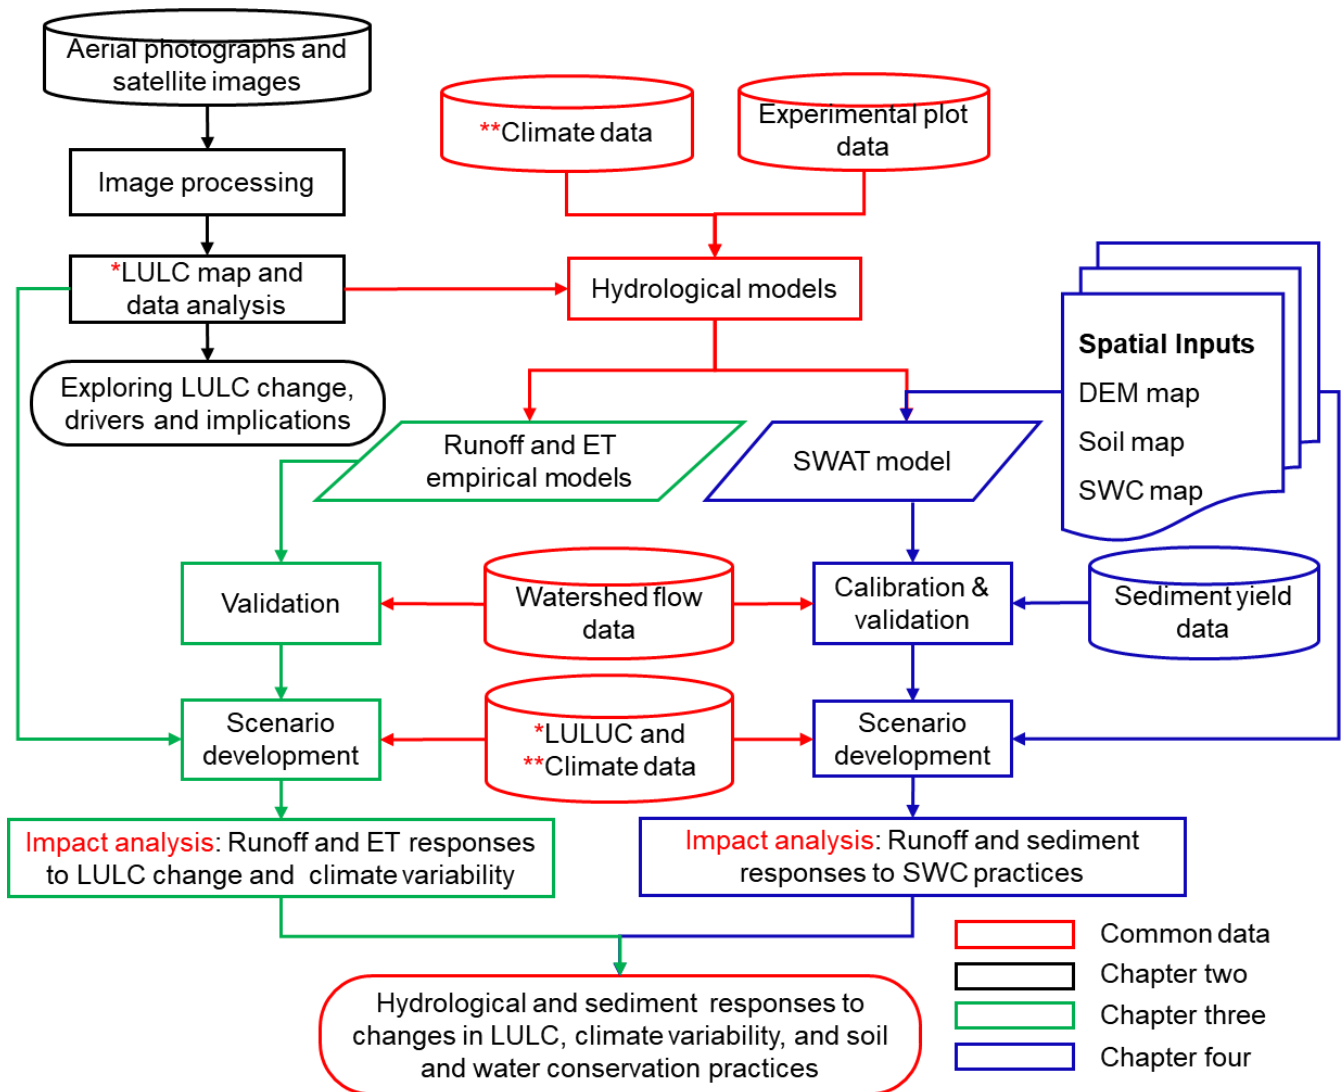 Aerial photographs and
satellite images
**Climate data
Experimental plot
data
Image processing
*LULC map and
data analysis
Hydrological models
Exploring LULC change,
drivers and implications
Spatial Inputs
DEM map
Soil map
SWC map
Runoff and ET
empirical models
SWAT model
Validation
Watershed flow
data
Calibration &
validation
Sediment yield
data
Scenario
development
*LULUC and
**Climate data
Scenario
development
Impact analysis: Runoff and ET responses
to LULC change and climate variability
Impact analysis: Runoff and sediment
responses to SWC practices
Hydrological and sediment responses to
changes in LULC, climate variability, and soil
and water conservation practices
Common data
Chapter two
Chapter three
Chapter four